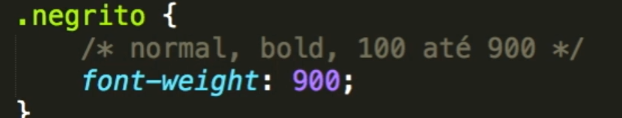 .negrito {
/* normal, bold, 100 até 900 */
font-weight: 900;
}